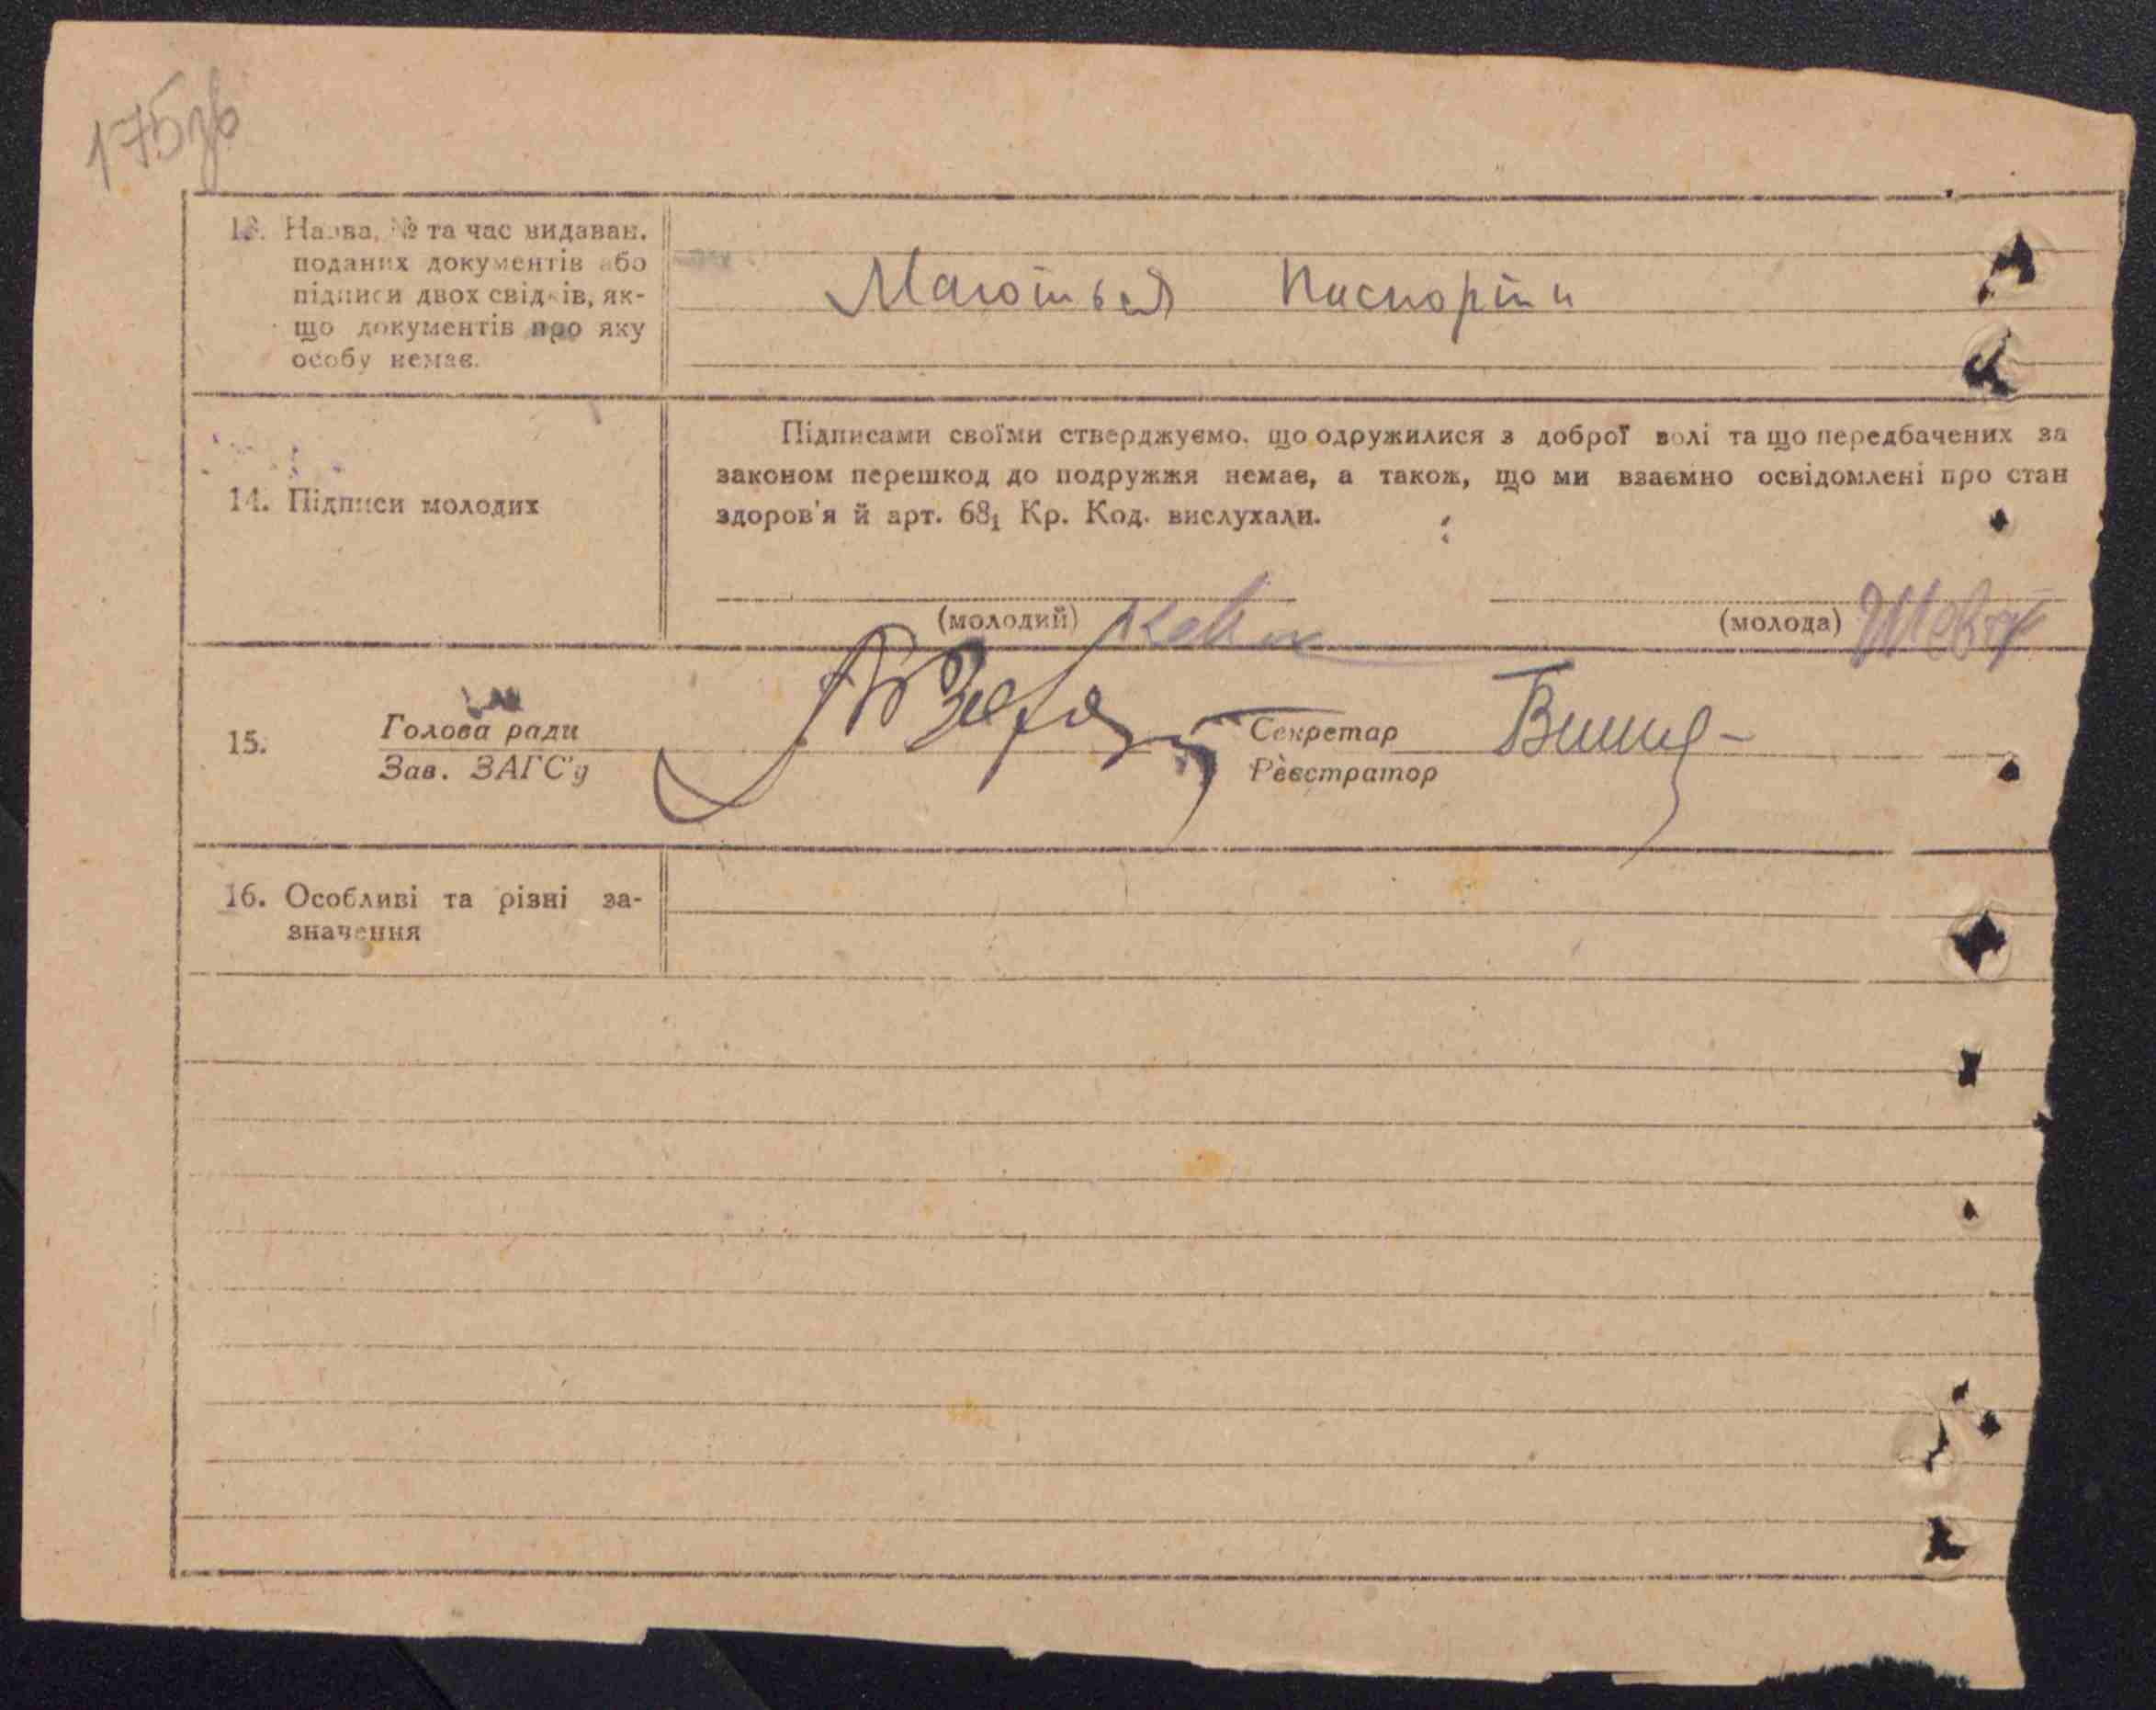 175зв
13. Назва, № та час видаван.
поданих документів або
підписи двох свідків, як-
що документів про яку
особу немає.
Маються Паспорти
14. Підписи молодих
Підписами своїми стверджуємо, що одружилися з доброї волі та що передбачених за
законом перешкод до подружжя немає, а також, що ми взаємно освідомлені про стан
здоров'я й арт. 68₁ Кр. Код. вислухали.
(молодий) (молода)
15. Голова ради Секретар
Зав. ЗАГС'у Реєстратор
16. Особливі та різні за-
значення